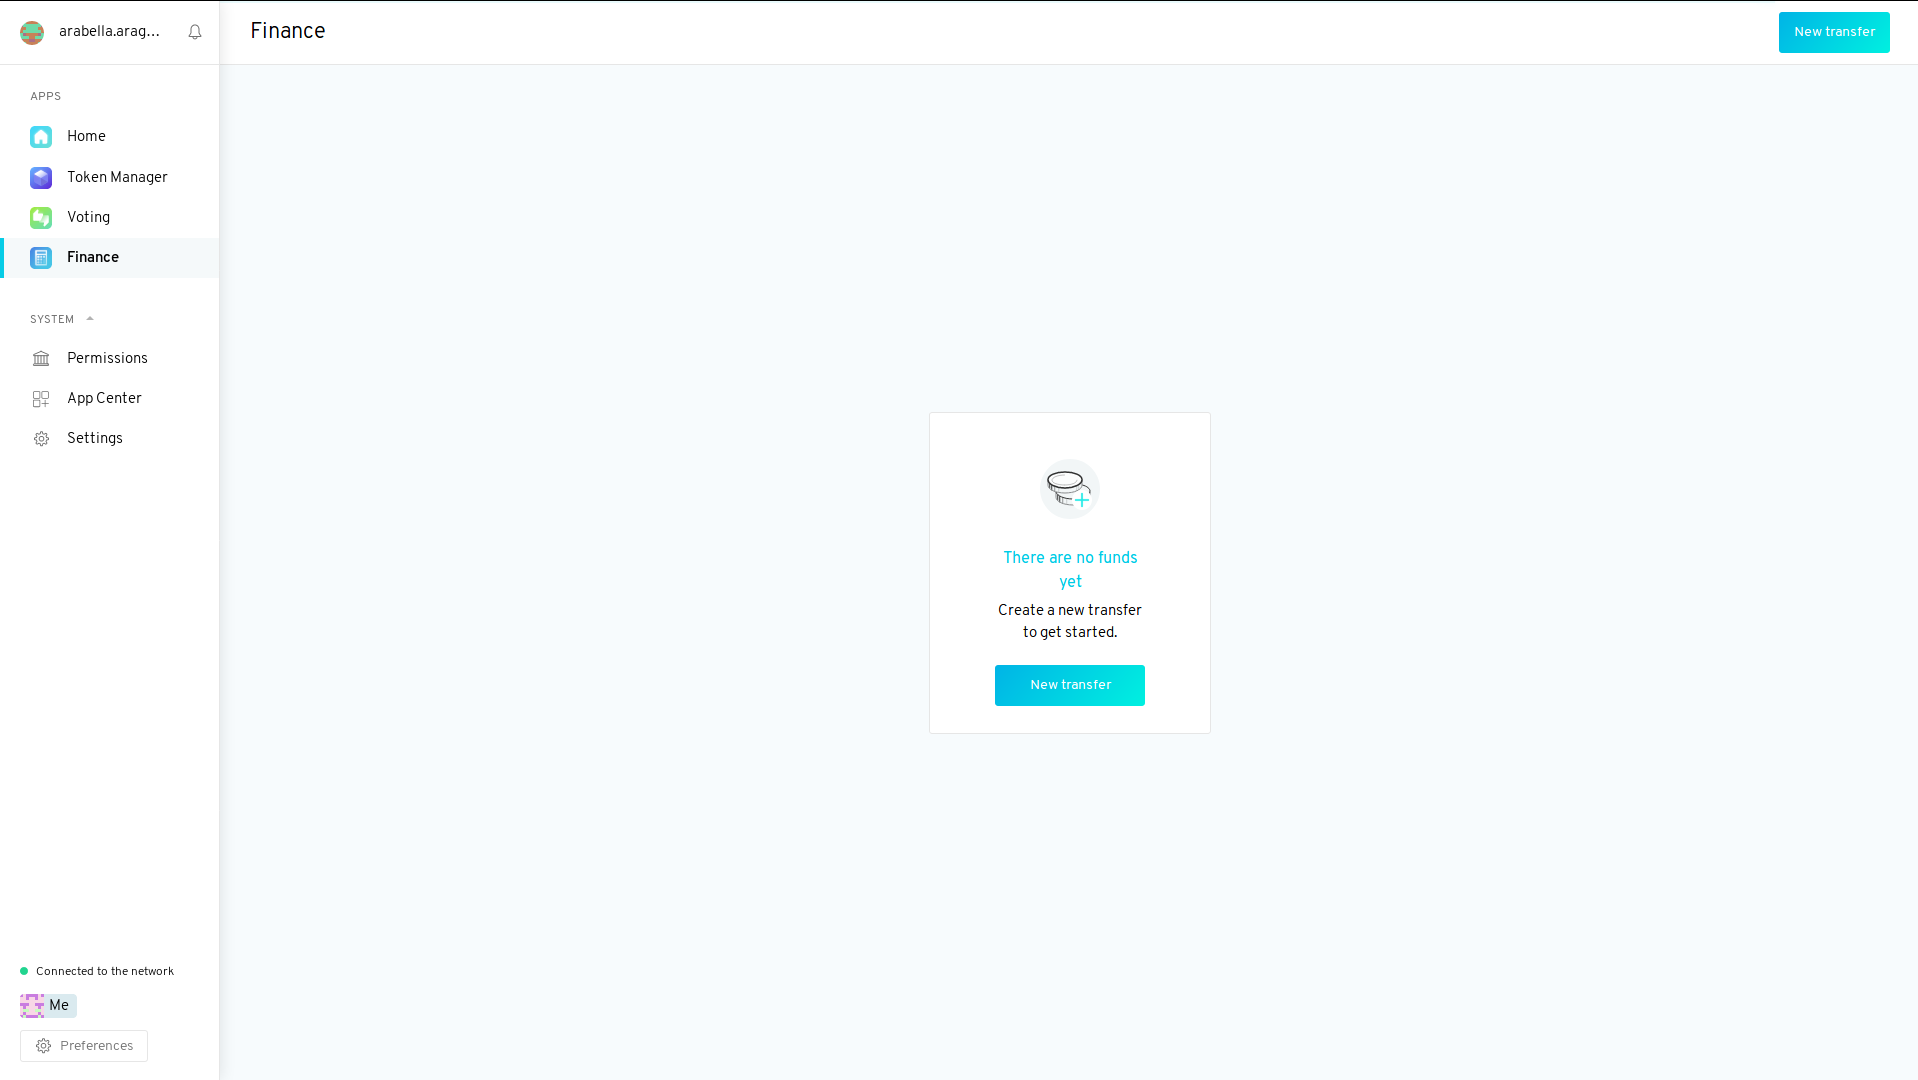 arabella.arag...
Finance
New transfer
APPS
Home
Token Manager
Voting
Finance
SYSTEM
Permissions
App Center
Settings
There are no funds
yet
Create a new transfer
to get started.
New transfer
Connected to the network
Me
Preferences